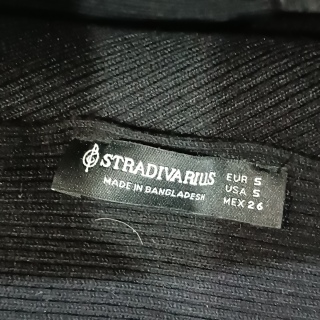 STRADIVARIUS
MADE IN BANGLADESH
EUR S
USA S
MEX 26